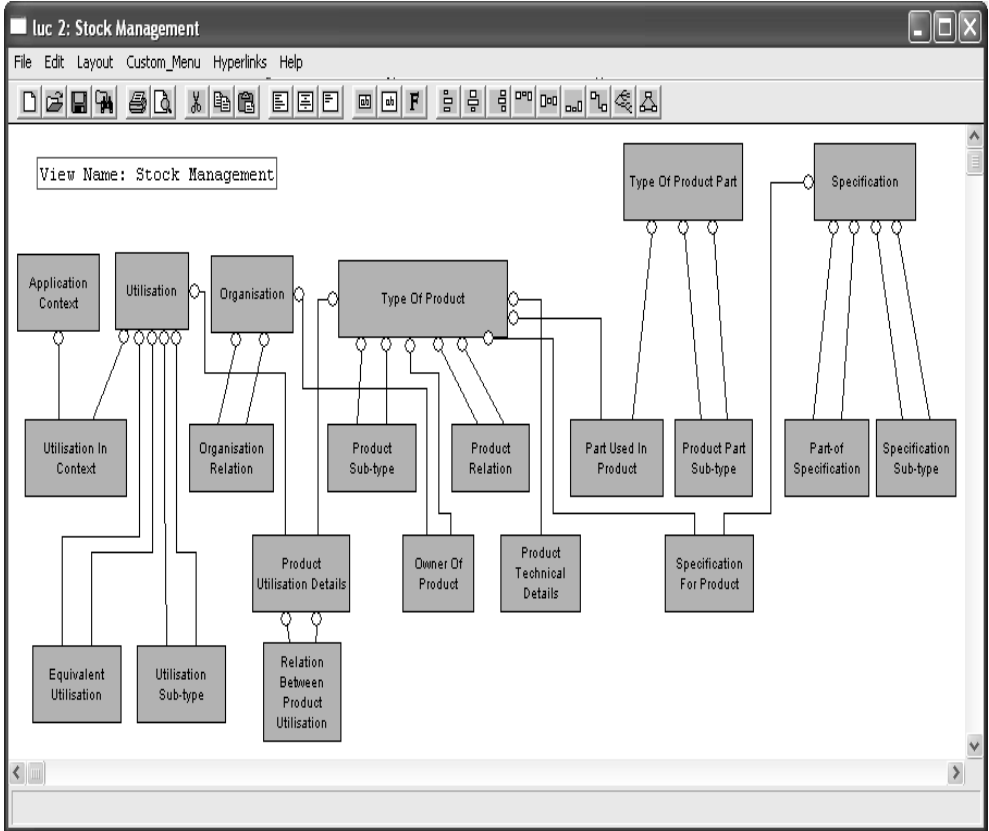 luc 2: Stock Management
File Edit Layout Custom_Menu Hyperlinks Help
ab ab F
View Name: Stock Management
Type Of Product Part
Specification
Application
Context
Utilisation
Organisation
Type Of Product
Utilisation In
Context
Organisation
Relation
Product
Sub-type
Product
Relation
Part Used In
Product
Product Part
Sub-type
Part-of
Specification
Specification
Sub-type
Product
Utilisation Details
Owner Of
Product
Product
Technical
Details
Specification
For Product
Equivalent
Utilisation
Utilisation
Sub-type
Relation
Between
Product
Utilisation